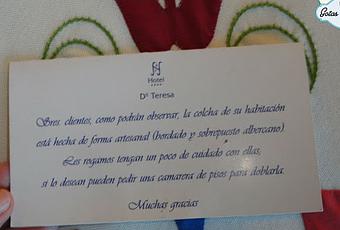 Gotas
Hotel
****
Dª Teresa
Sres. clientes, como podrán observar, la colcha de su habitación
está hecha de forma artesanal (bordado y sobrepuesto albercano).
Les rogamos tengan un poco de cuidado con ellas,
si lo desean pueden pedir una camarera de pisos para doblarla.
Muchas gracias